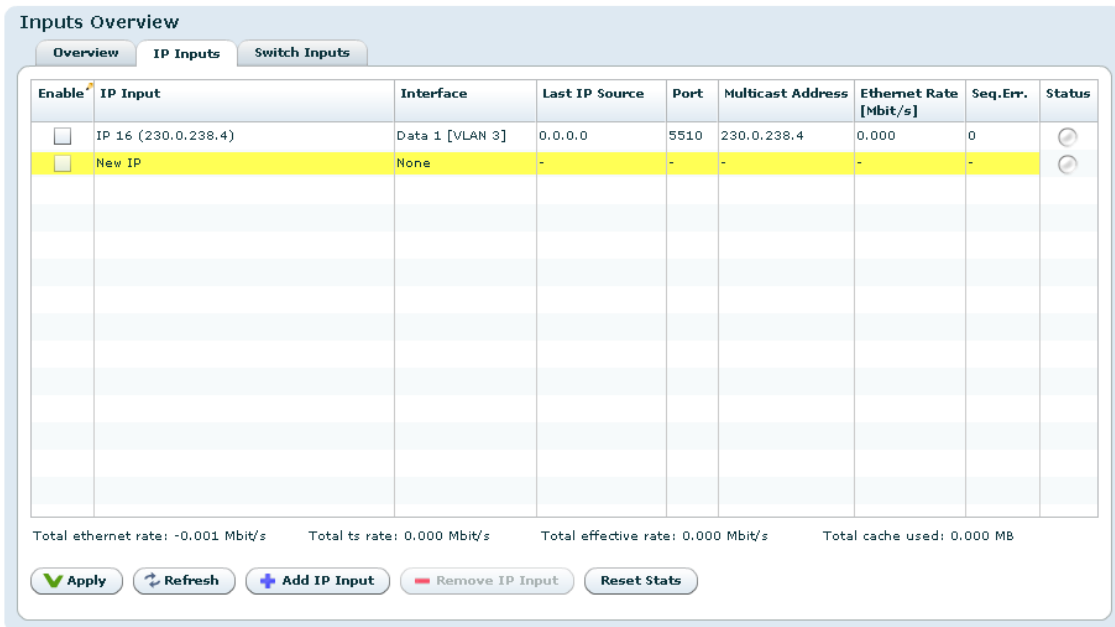 Inputs Overview
Overview IP Inputs Switch Inputs
Enable IP Input Interface Last IP Source Port Multicast Address Ethernet Rate [Mbit/s] Seq.Err. Status
IP 16 (230.0.238.4) Data 1 [VLAN 3] 0.0.0.0 5510 230.0.238.4 0.000 0
New IP None - - - - -
Total ethernet rate: -0.001 Mbit/s Total ts rate: 0.000 Mbit/s Total effective rate: 0.000 Mbit/s Total cache used: 0.000 MB
Apply Refresh Add IP Input Remove IP Input Reset Stats